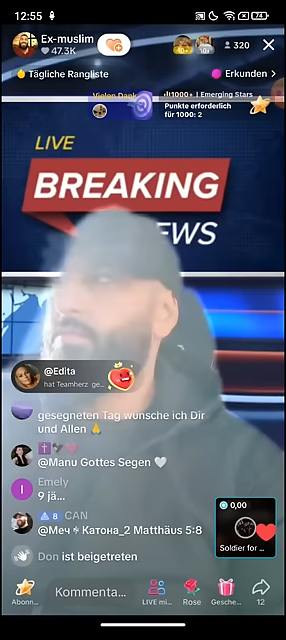 12:55
74
Ex-muslim
47.3K
320
Tägliche Rangliste
Erkunden >
Vielen Dank
1000+ | Emerging Stars
Punkte erforderlich
für 1000: 2
LIVE
BREAKING
EWS
@Edita
hat Teamherz ge...
gesegneten Tag wünsche ich Dir
und Allen 🙏
@Manu Gottes Segen 🤍
Emely
9 jä...
8 CAN
@Меч Катона_2 Matthäus 5:8
Don ist beigetreten
0,00
Soldier for ...
Abonn...
Kommenta...
LIVE mi...
Rose
Gesche...
12